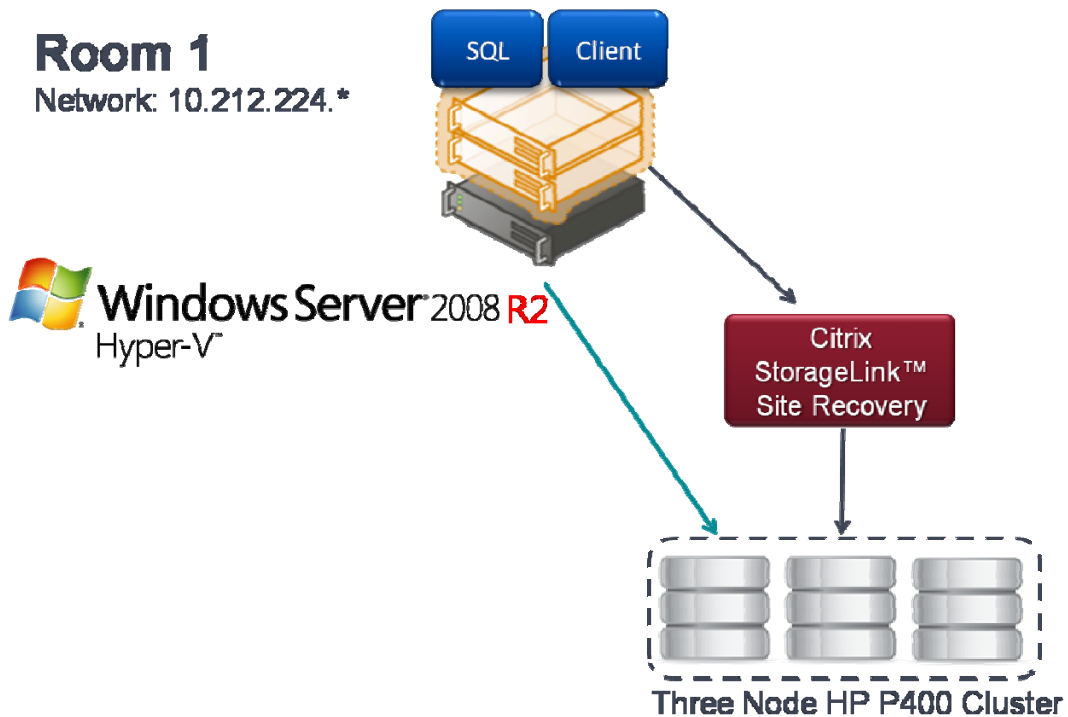 Room 1
Network: 10.212.224.*
SQL
Client
Windows Server 2008 R2
Hyper-V™
Citrix
StorageLink™
Site Recovery
Three Node HP P400 Cluster